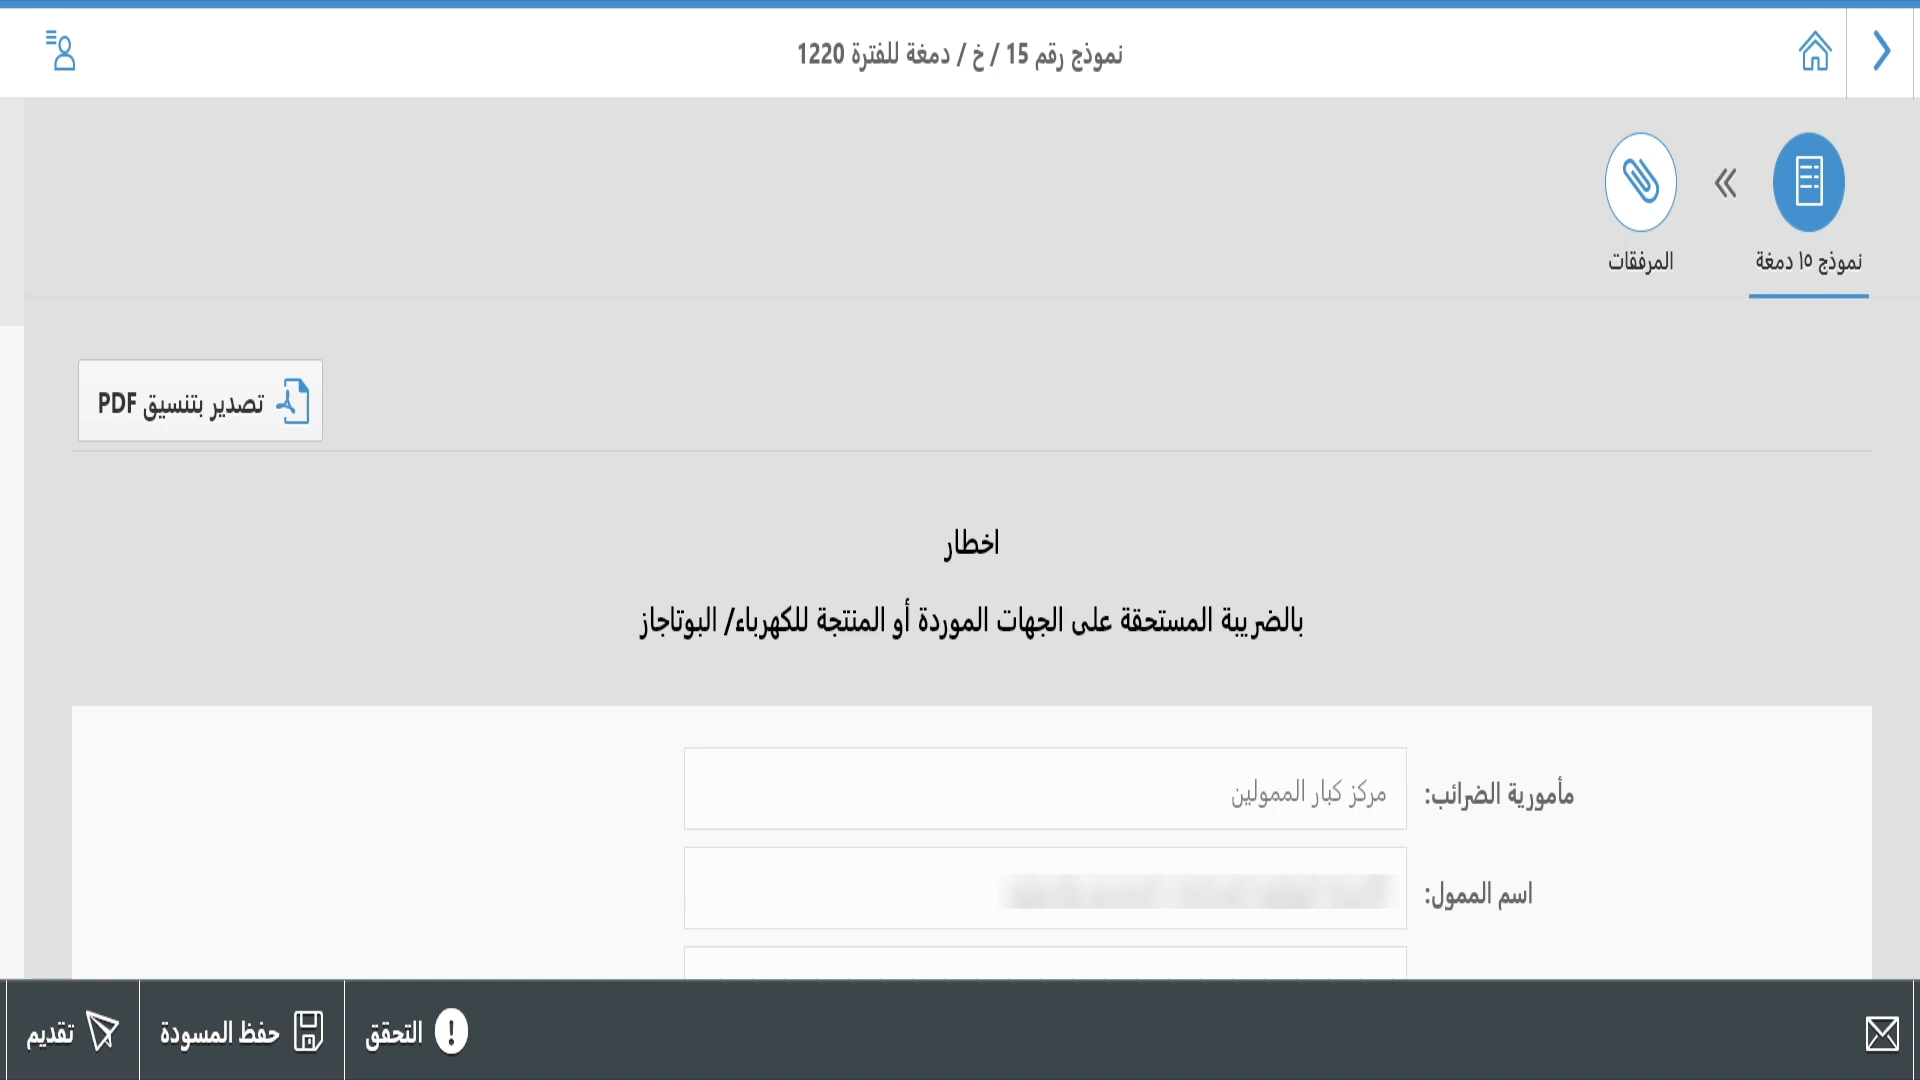 نموذج رقم 15 / خ / دمغة للفترة 1220
نموذج ١٥ دمغة
المرفقات
تصدير بتنسيق PDF
اخطار
بالضريبة المستحقة على الجهات الموردة أو المنتجة للكهرباء/ البوتاجاز
مأمورية الضرائب: مركز كبار الممولين
اسم الممول:
التحقق حفظ المسودة تقديم